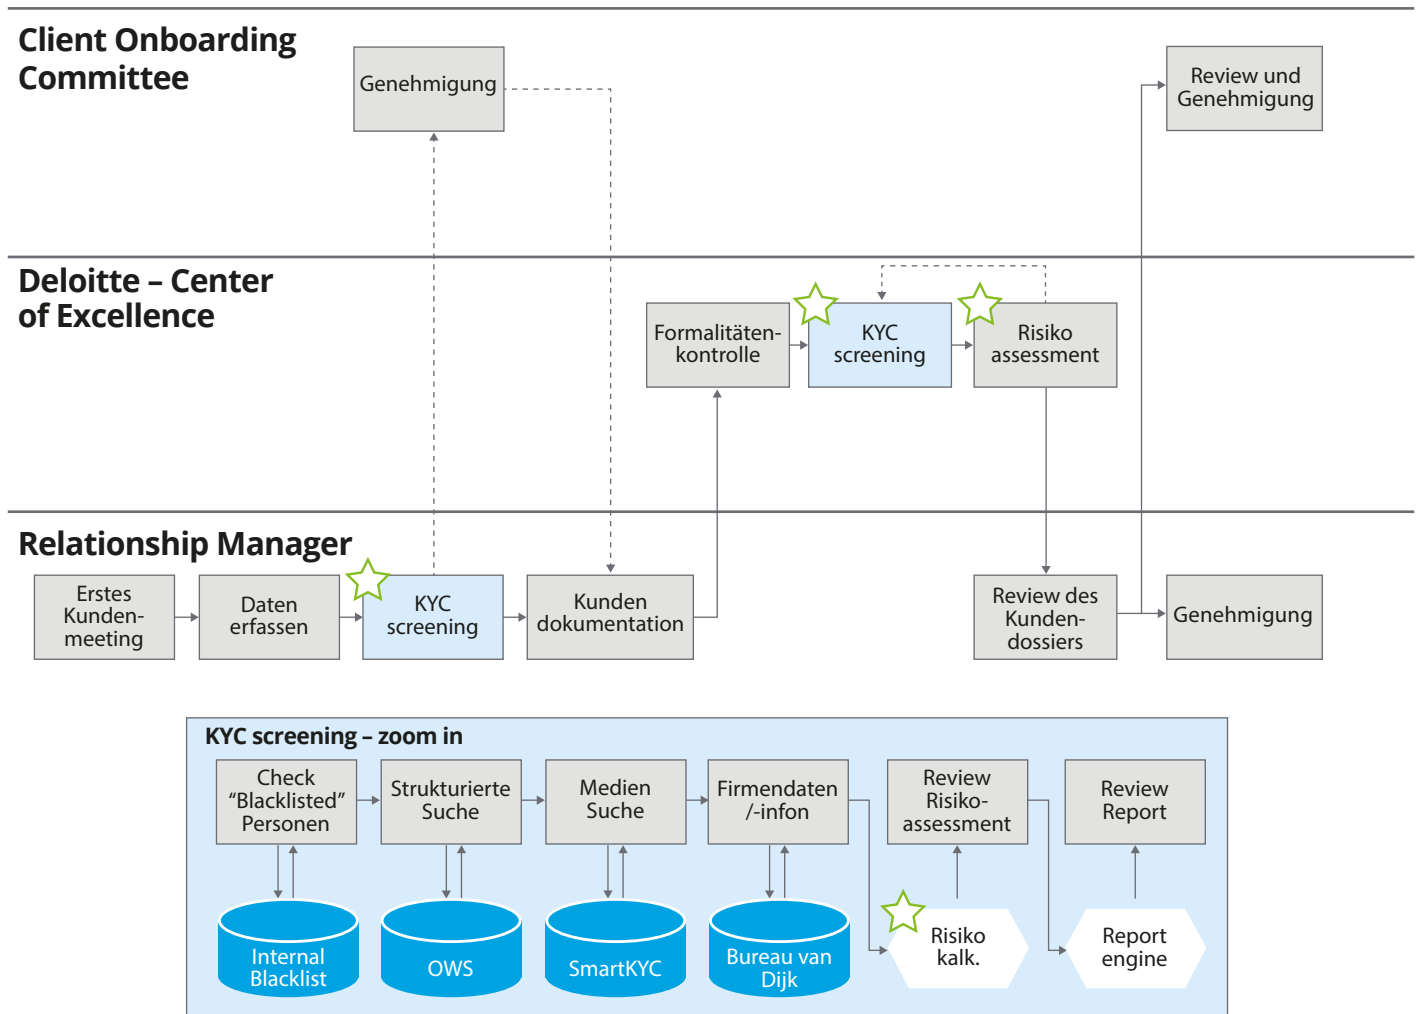 Client Onboarding
Committee
Genehmigung
Review und
Genehmigung
Deloitte – Center
of Excellence
Formalitäten-
kontrolle
KYC
screening
Risiko
assessment
Relationship Manager
Erstes
Kunden-
meeting
Daten
erfassen
KYC
screening
Kunden
dokumentation
Review des
Kunden-
dossiers
Genehmigung
KYC screening – zoom in
Check
“Blacklisted”
Personen
Strukturierte
Suche
Medien
Suche
Firmendaten
/-infon
Review
Risiko-
assessment
Review
Report
Internal
Blacklist
OWS
SmartKYC
Bureau van
Dijk
Risiko
kalk.
Report
engine